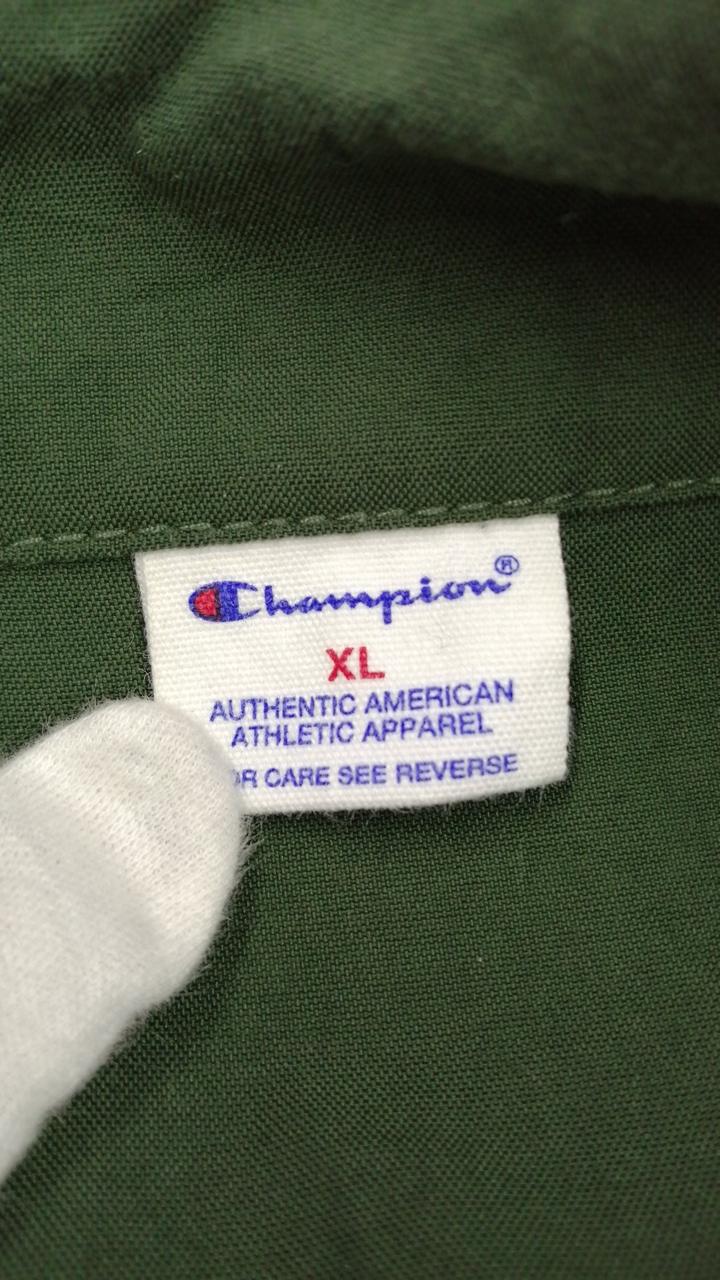 Champion®
XL
AUTHENTIC AMERICAN
ATHLETIC APPAREL
CARE SEE REVERSE